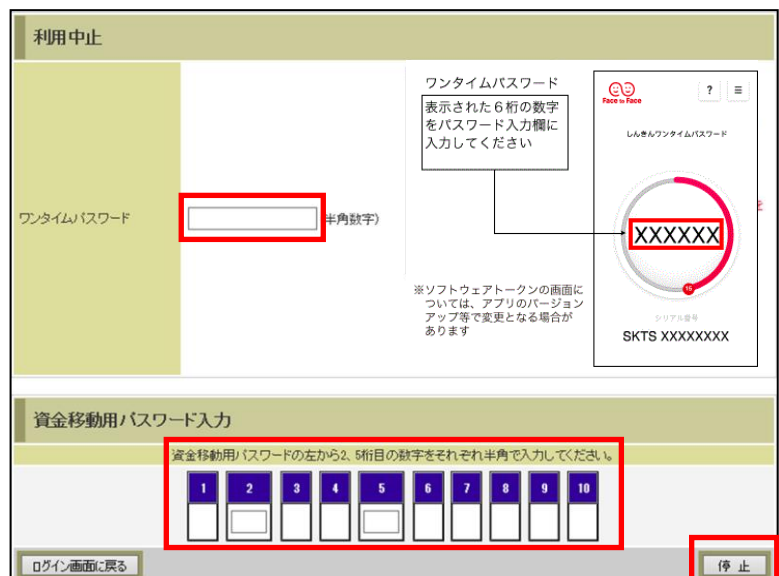 利用中止
ワンタイムパスワード
半角数字)
ワンタイムパスワード
表示された6桁の数字
をパスワード入力欄に
入力してください
※ソフトウェアトークンの画面に
ついては、アプリのバージョン
アップ等で変更となる場合が
あります
Face to Face
?
≡
しんきんワンタイムパスワード
XXXXXX
15
シリアル番号
SKTS XXXXXXXX
を
資金移動用パスワード入力
資金移動用パスワードの左から2、5桁目の数字をそれぞれ半角で入力してください。
1 2 3 4 5 6 7 8 9 10
ログイン画面に戻る
停 止